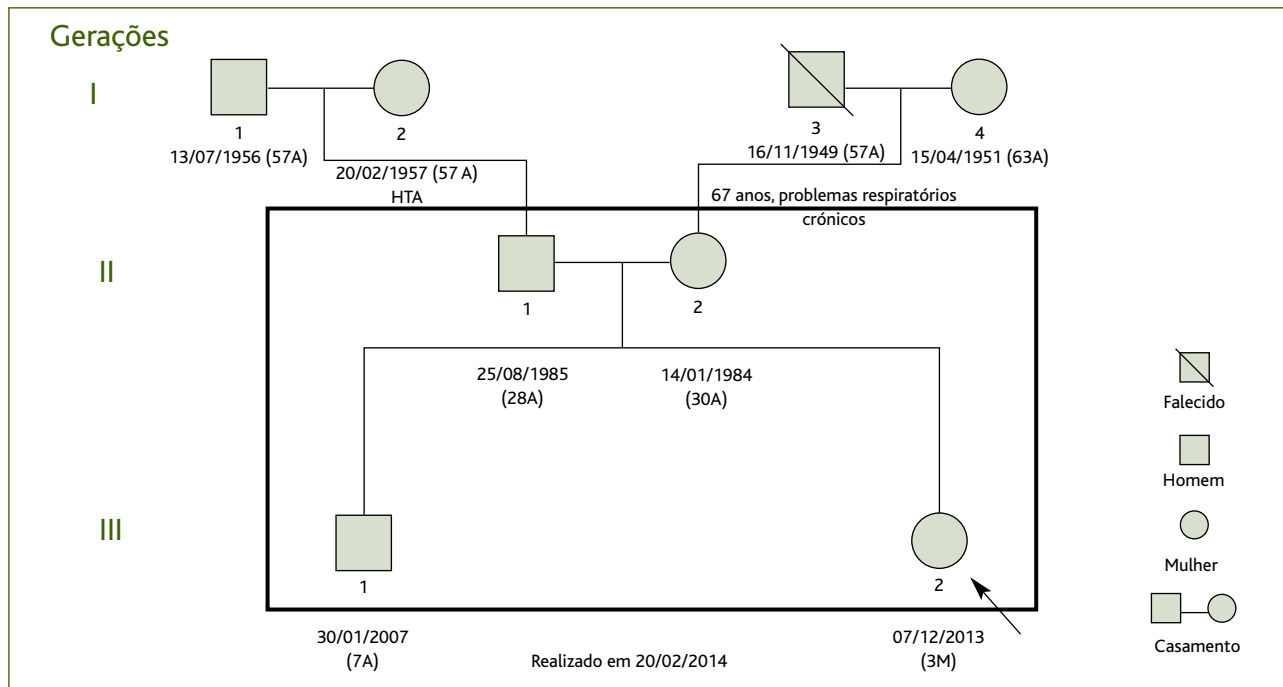 Gerações
I
1
2
3
4
13/07/1956 (57A)
16/11/1949 (57A)
15/04/1951 (63A)
20/02/1957 (57 A)
HTA
67 anos, problemas respiratórios
crónicos
II
1
2
25/08/1985
(28A)
14/01/1984
(30A)
III
1
2
30/01/2007
(7A)
Realizado em 20/02/2014
07/12/2013
(3M)
Falecido
Homem
Mulher
Casamento